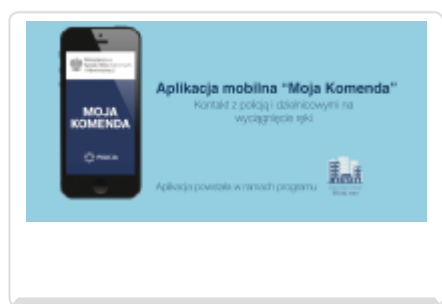 MOJA
KOMENDA
Aplikacja mobilna "Moja Komenda"
Kontakt z policją i dzielnicowymi na
wyciągnięcie ręki
Aplikacja powstała w ramach programu